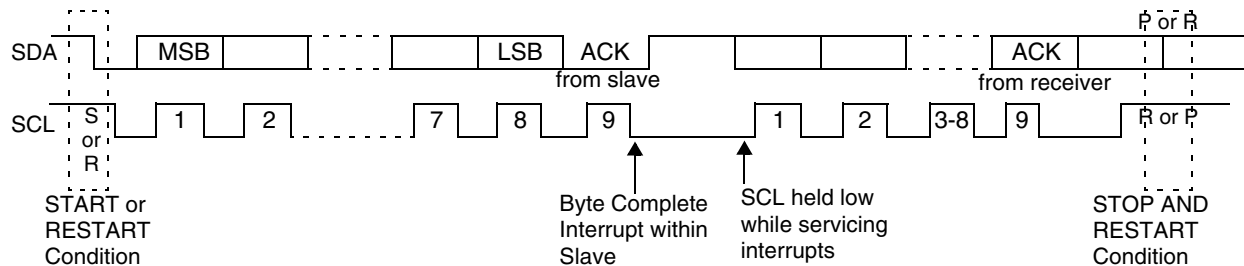 P or R
SDA
MSB
LSB
ACK
ACK
from slave
from receiver
SCL
S
or
R
1
2
7
8
9
1
2
3-8
9
R or P
START or
RESTART
Condition
Byte Complete
Interrupt within
Slave
SCL held low
while servicing
interrupts
STOP AND
RESTART
Condition